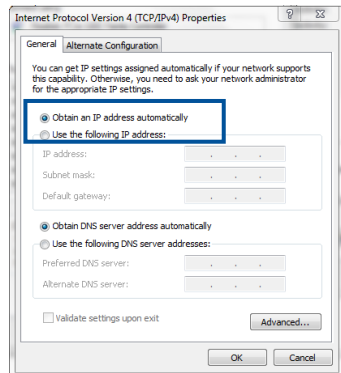 Internet Protocol Version 4 (TCP/IPv4) Properties
General
Alternate Configuration
You can get IP settings assigned automatically if your network supports
this capability. Otherwise, you need to ask your network administrator
for the appropriate IP settings.
Obtain an IP address automatically
Use the following IP address:
IP address:
Subnet mask:
Default gateway:
Obtain DNS server address automatically
Use the following DNS server addresses:
Preferred DNS server:
Alternate DNS server:
Validate settings upon exit
Advanced...
OK
Cancel